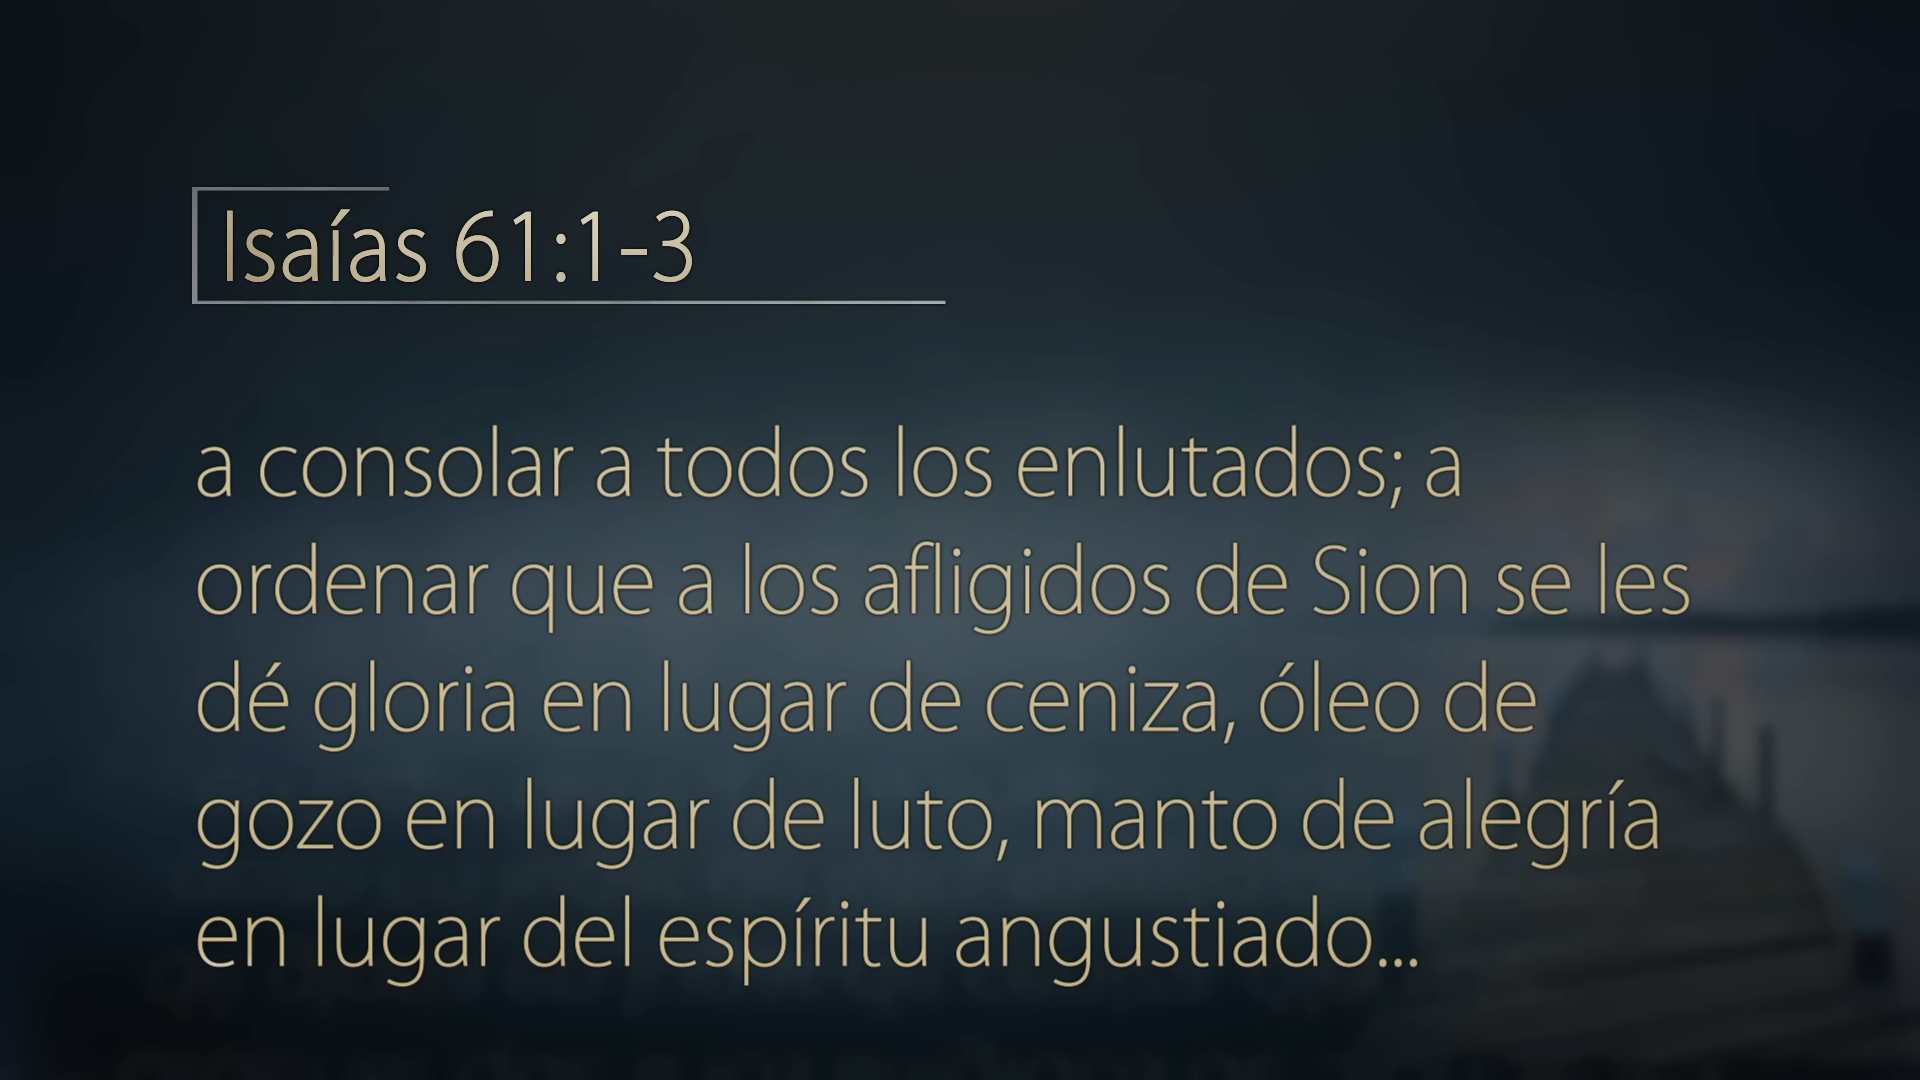 Isaías 61:1-3
a consolar a todos los enlutados; a
ordenar que a los afligidos de Sion se les
dé gloria en lugar de ceniza, óleo de
gozo en lugar de luto, manto de alegría
en lugar del espíritu angustiado...